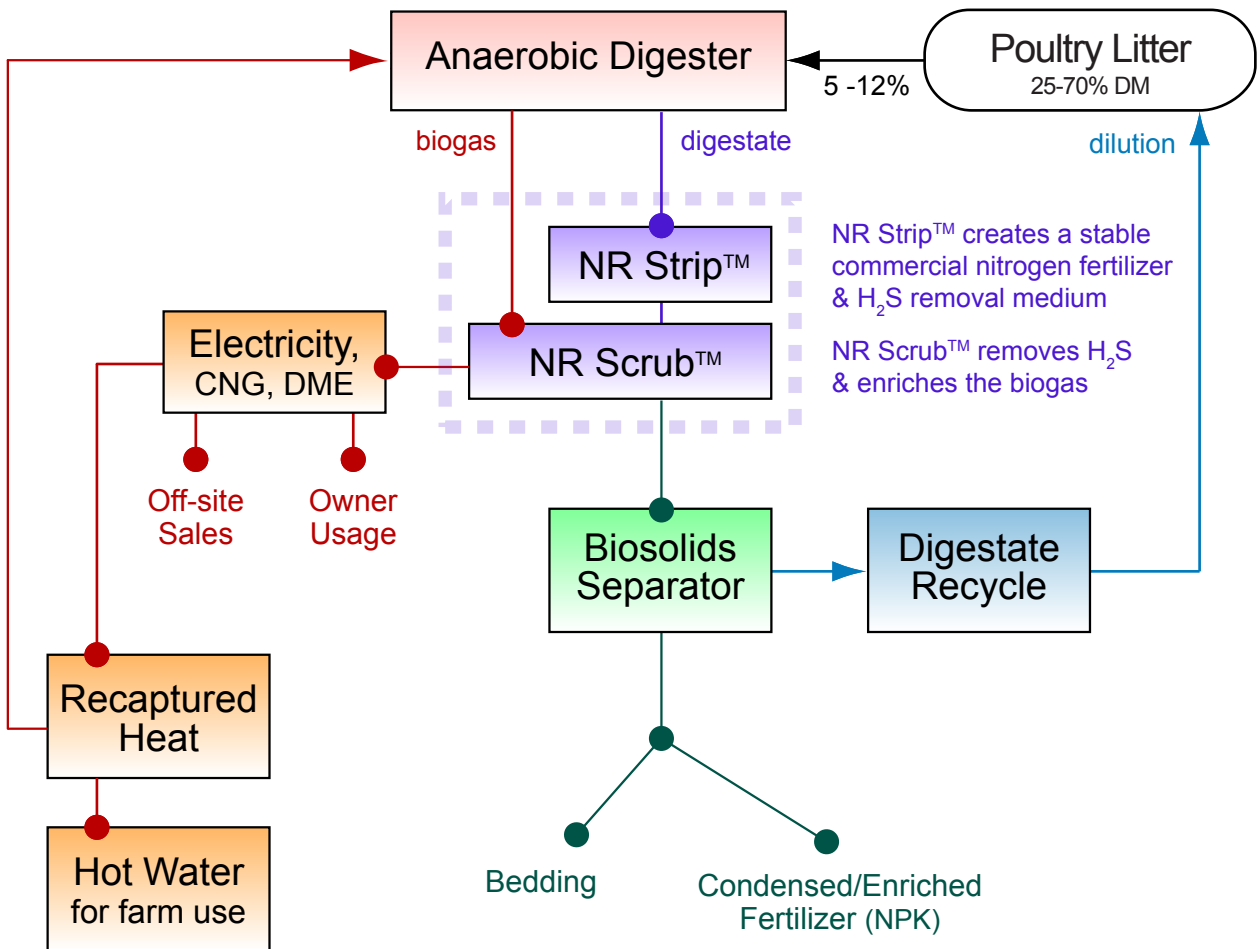 Anaerobic Digester
Poultry Litter
25-70% DM
5 -12%
biogas
digestate
dilution
NR Strip™
NR Strip™ creates a stable
commercial nitrogen fertilizer
& H₂S removal medium
NR Scrub™
NR Scrub™ removes H₂S
& enriches the biogas
Electricity,
CNG, DME
Off-site
Sales
Owner
Usage
Biosolids
Separator
Digestate
Recycle
Recaptured
Heat
Hot Water
for farm use
Bedding
Condensed/Enriched
Fertilizer (NPK)